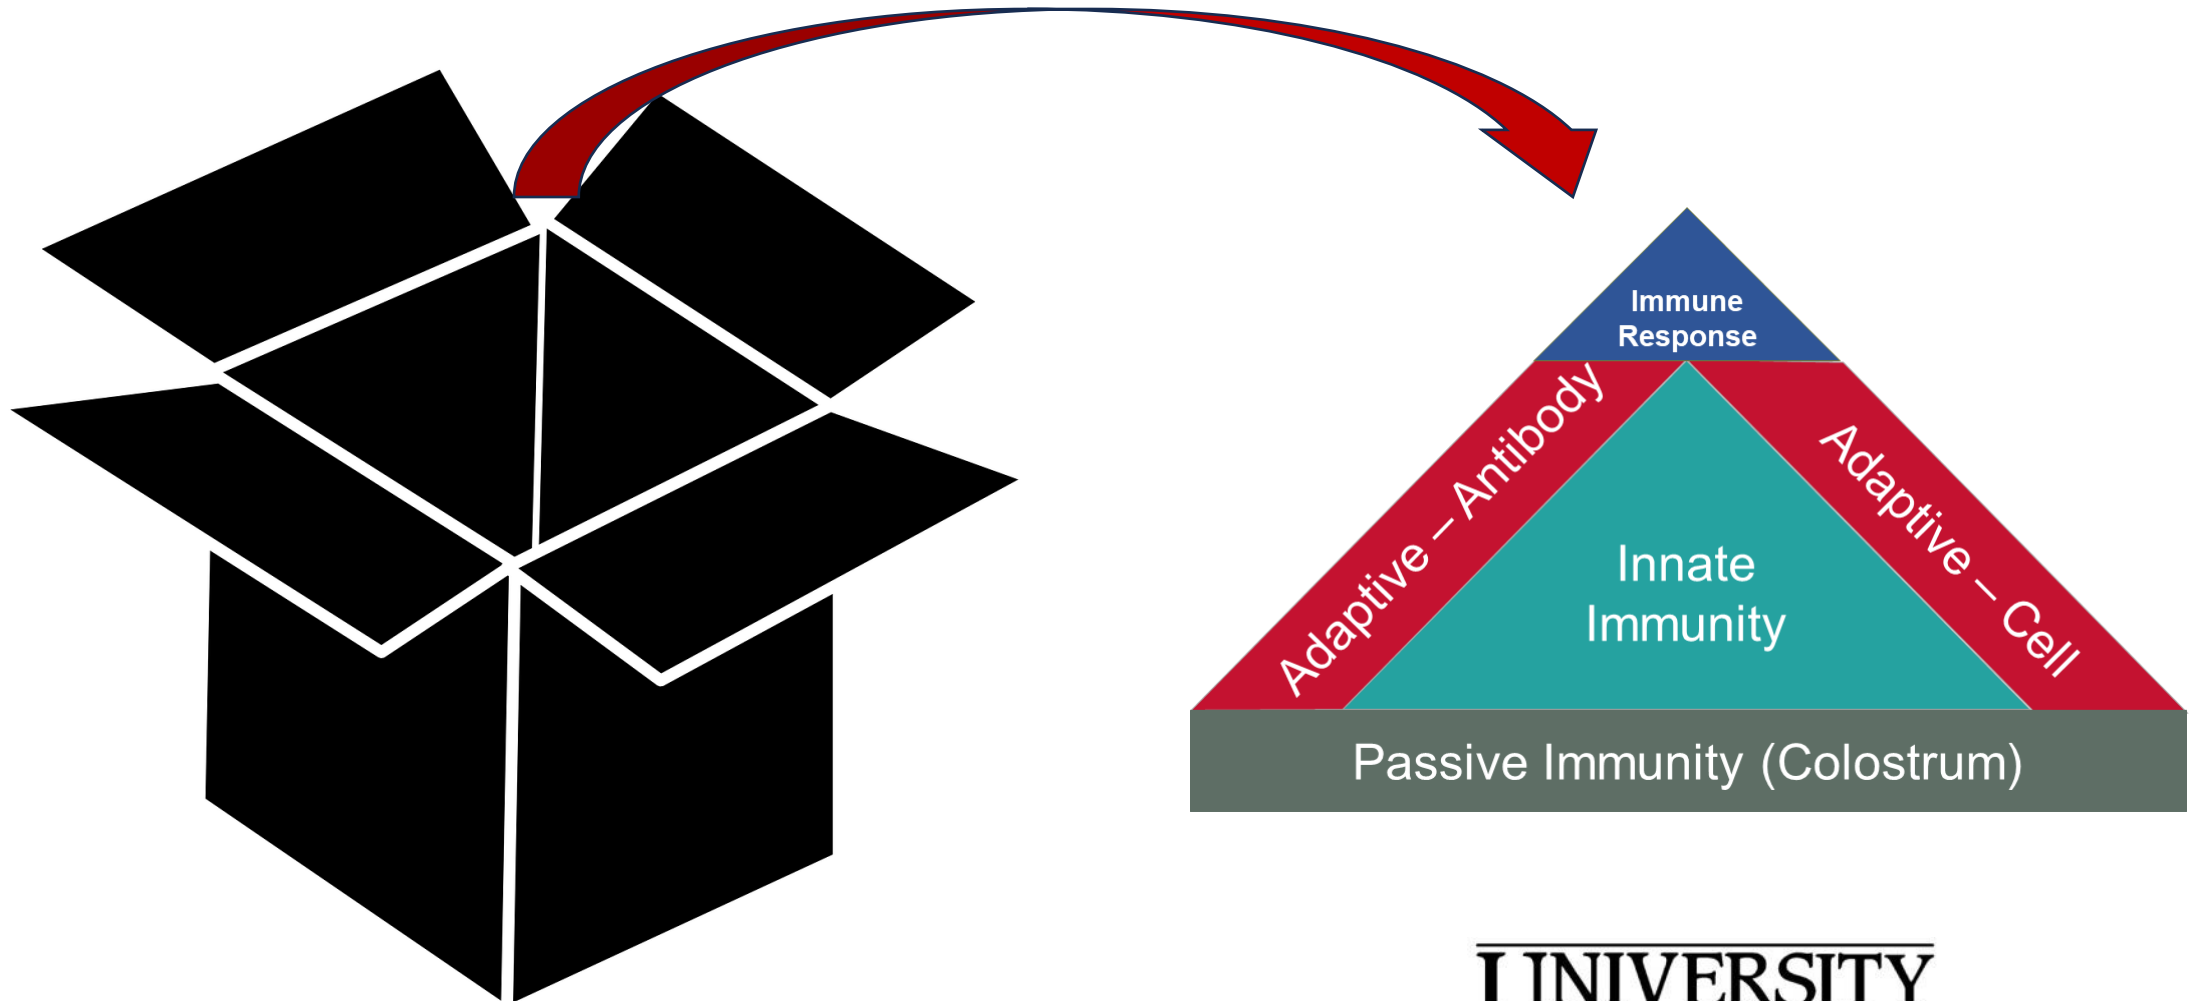 Immune
Response
Adaptive – Antibody
Adaptive – Cell
Innate
Immunity
Passive Immunity (Colostrum)
UNIVERSITY